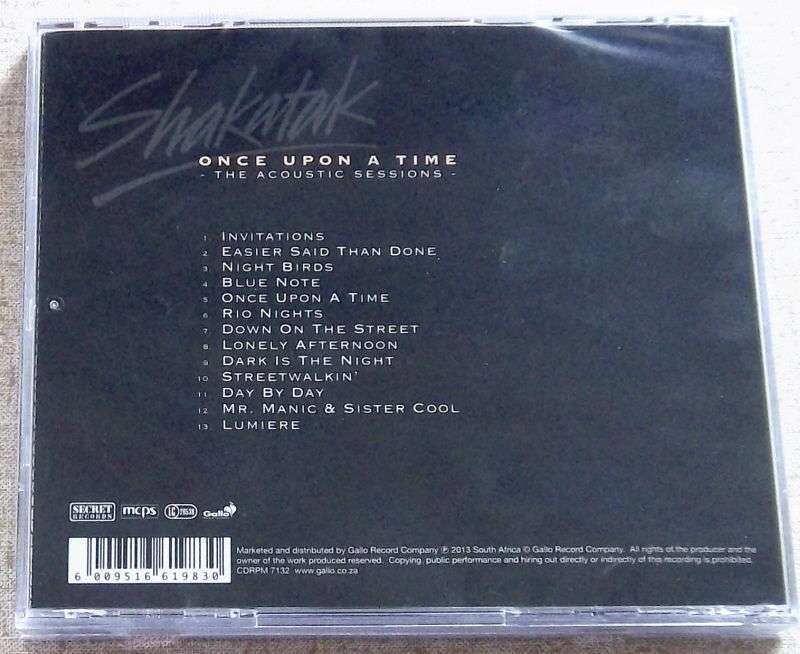 Shakatak
ONCE UPON A TIME
- THE ACOUSTIC SESSIONS -
1. INVITATIONS
2. EASIER SAID THAN DONE
3. NIGHT BIRDS
4. BLUE NOTE
5. ONCE UPON A TIME
6. RIO NIGHTS
7. DOWN ON THE STREET
8. LONELY AFTERNOON
9. DARK IS THE NIGHT
10. STREETWALKIN'
11. DAY BY DAY
12. MR. MANIC & SISTER COOL
13. LUMIERE
SECRET RECORDS mcps LC Gallo
Marketed and distributed by Gallo Record Company ℗ 2013 South Africa © Gallo Record Company. All rights of the producer and the
owner of the work produced reserved. Copying, public performance and hiring out directly or indirectly of this recording is prohibited.
CDRPM 7132 www.gallo.co.za
6 009516 619830